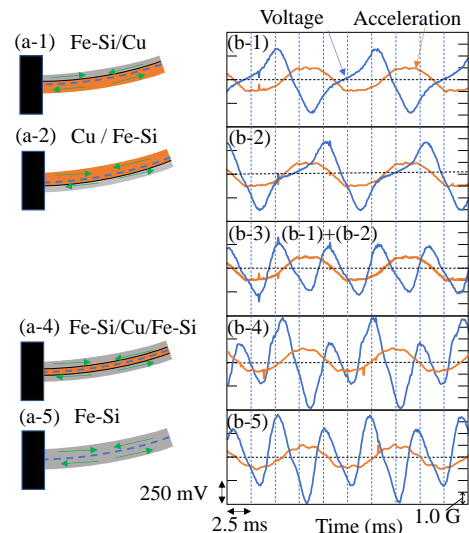 Voltage Acceleration
(a-1) Fe-Si/Cu
(b-1)
(a-2) Cu / Fe-Si
(b-2)
(b-3) (b-1)+(b-2)
(a-4) Fe-Si/Cu/Fe-Si
(b-4)
(a-5) Fe-Si
(b-5)
250 mV
1.0 G
2.5 ms Time (ms)